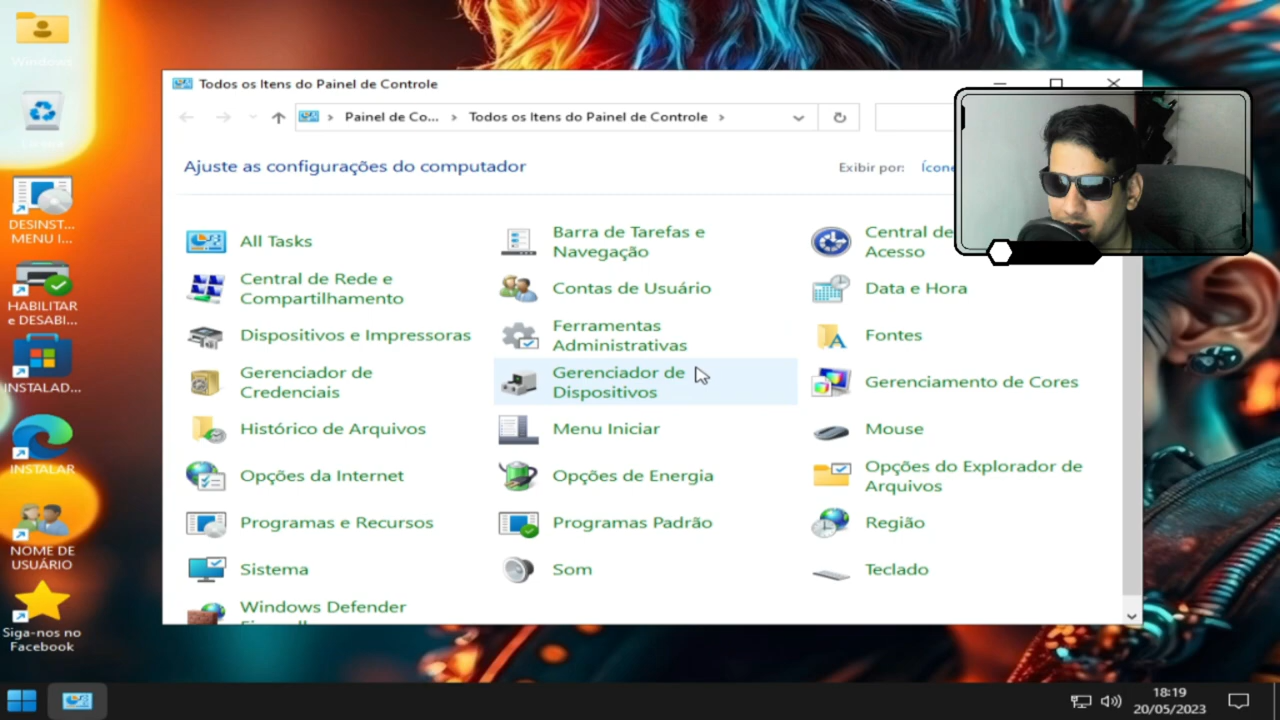 Windows
DESINST...
MENU I...
HABILITAR
e DESABI...
INSTALAD...
INSTALAR
NOME DE
USUÁRIO
Siga-nos no
Facebook
Todos os Itens do Painel de Controle
Painel de Co...
Todos os Itens do Painel de Controle
Ajuste as configurações do computador
Exibir por:
Ícone
All Tasks
Barra de Tarefas e
Navegação
Central de
Acesso
Central de Rede e
Compartilhamento
Contas de Usuário
Data e Hora
Dispositivos e Impressoras
Ferramentas
Administrativas
Fontes
Gerenciador de
Credenciais
Gerenciador de
Dispositivos
Gerenciamento de Cores
Histórico de Arquivos
Menu Iniciar
Mouse
Opções da Internet
Opções de Energia
Opções do Explorador de
Arquivos
Programas e Recursos
Programas Padrão
Região
Sistema
Som
Teclado
Windows Defender
18:19
20/05/2023